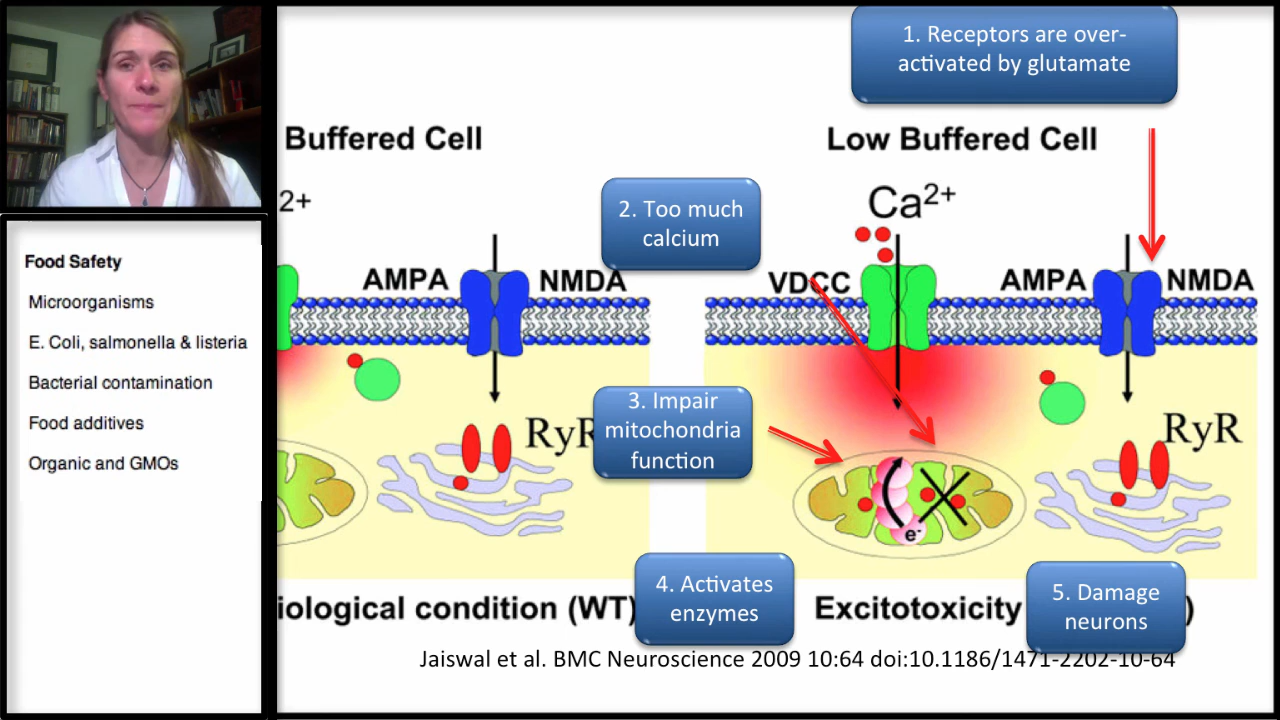 Food Safety
Microorganisms
E. Coli, salmonella & listeria
Bacterial contamination
Food additives
Organic and GMOs
1. Receptors are over-
activated by glutamate
Buffered Cell
Low Buffered Cell
2+
2. Too much
calcium
Ca2+
AMPA
NMDA
VDCC
AMPA
NMDA
3. Impair
mitochondria
function
RyR
RyR
e-
4. Activates
enzymes
5. Damage
neurons
iological condition (WT)
Excitotoxicity
)
Jaiswal et al. BMC Neuroscience 2009 10:64 doi:10.1186/1471-2202-10-64